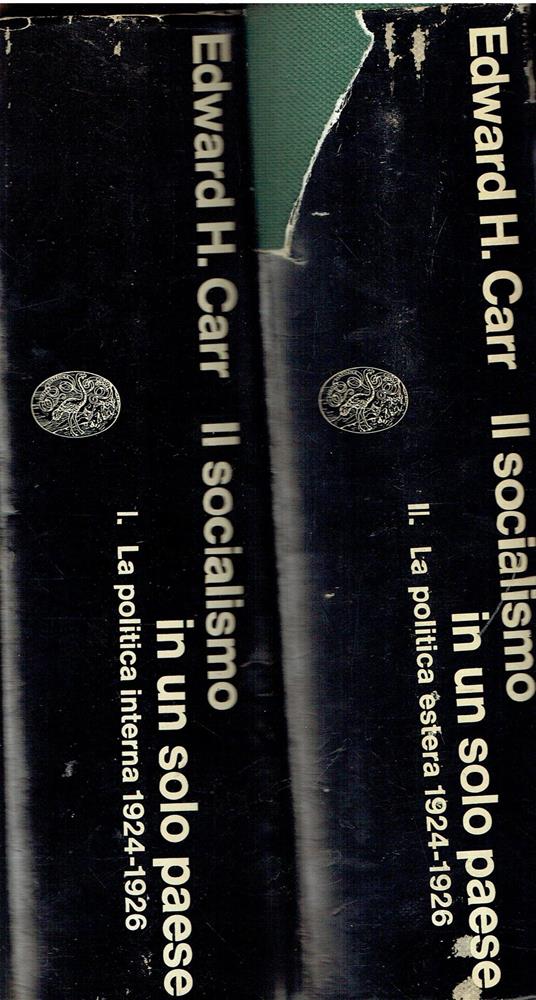 Edward H. Carr Il socialismo
in un solo paese
I. La politica interna 1924-1926
Edward H. Carr Il socialismo
in un solo paese
II. La politica estera 1924-1926